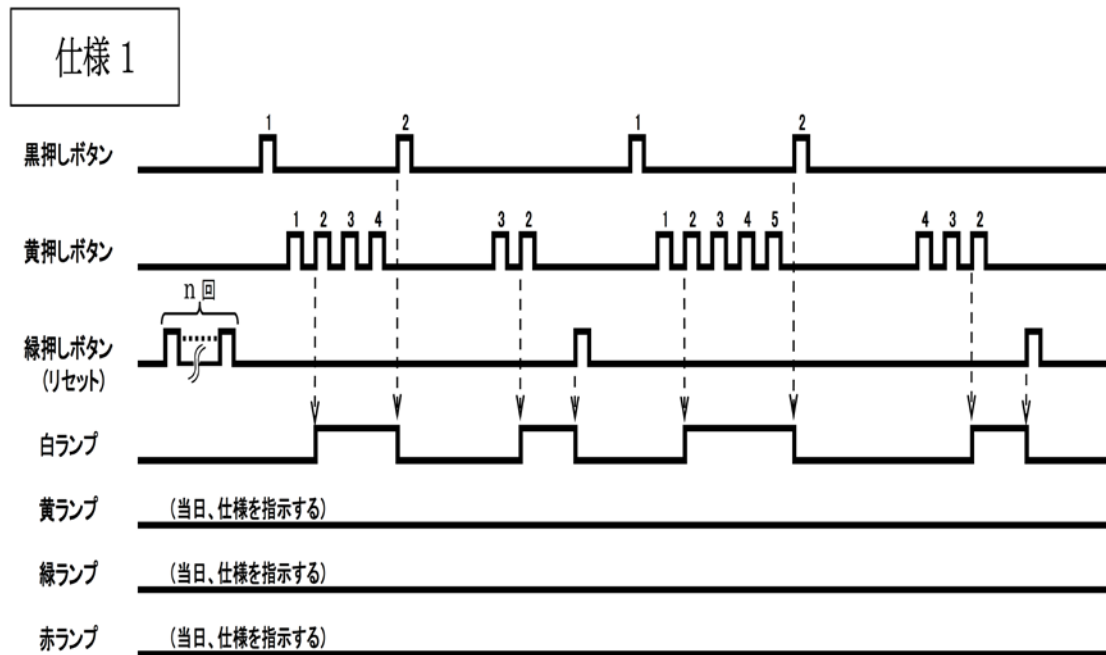 仕様 1
1 2 1 2
黒押しボタン
1 2 3 4 3 2 1 2 3 4 5 4 3 2
黄押しボタン
n 回
緑押しボタン
(リセット)
白ランプ
黄ランプ (当日、仕様を指示する)
緑ランプ (当日、仕様を指示する)
赤ランプ (当日、仕様を指示する)